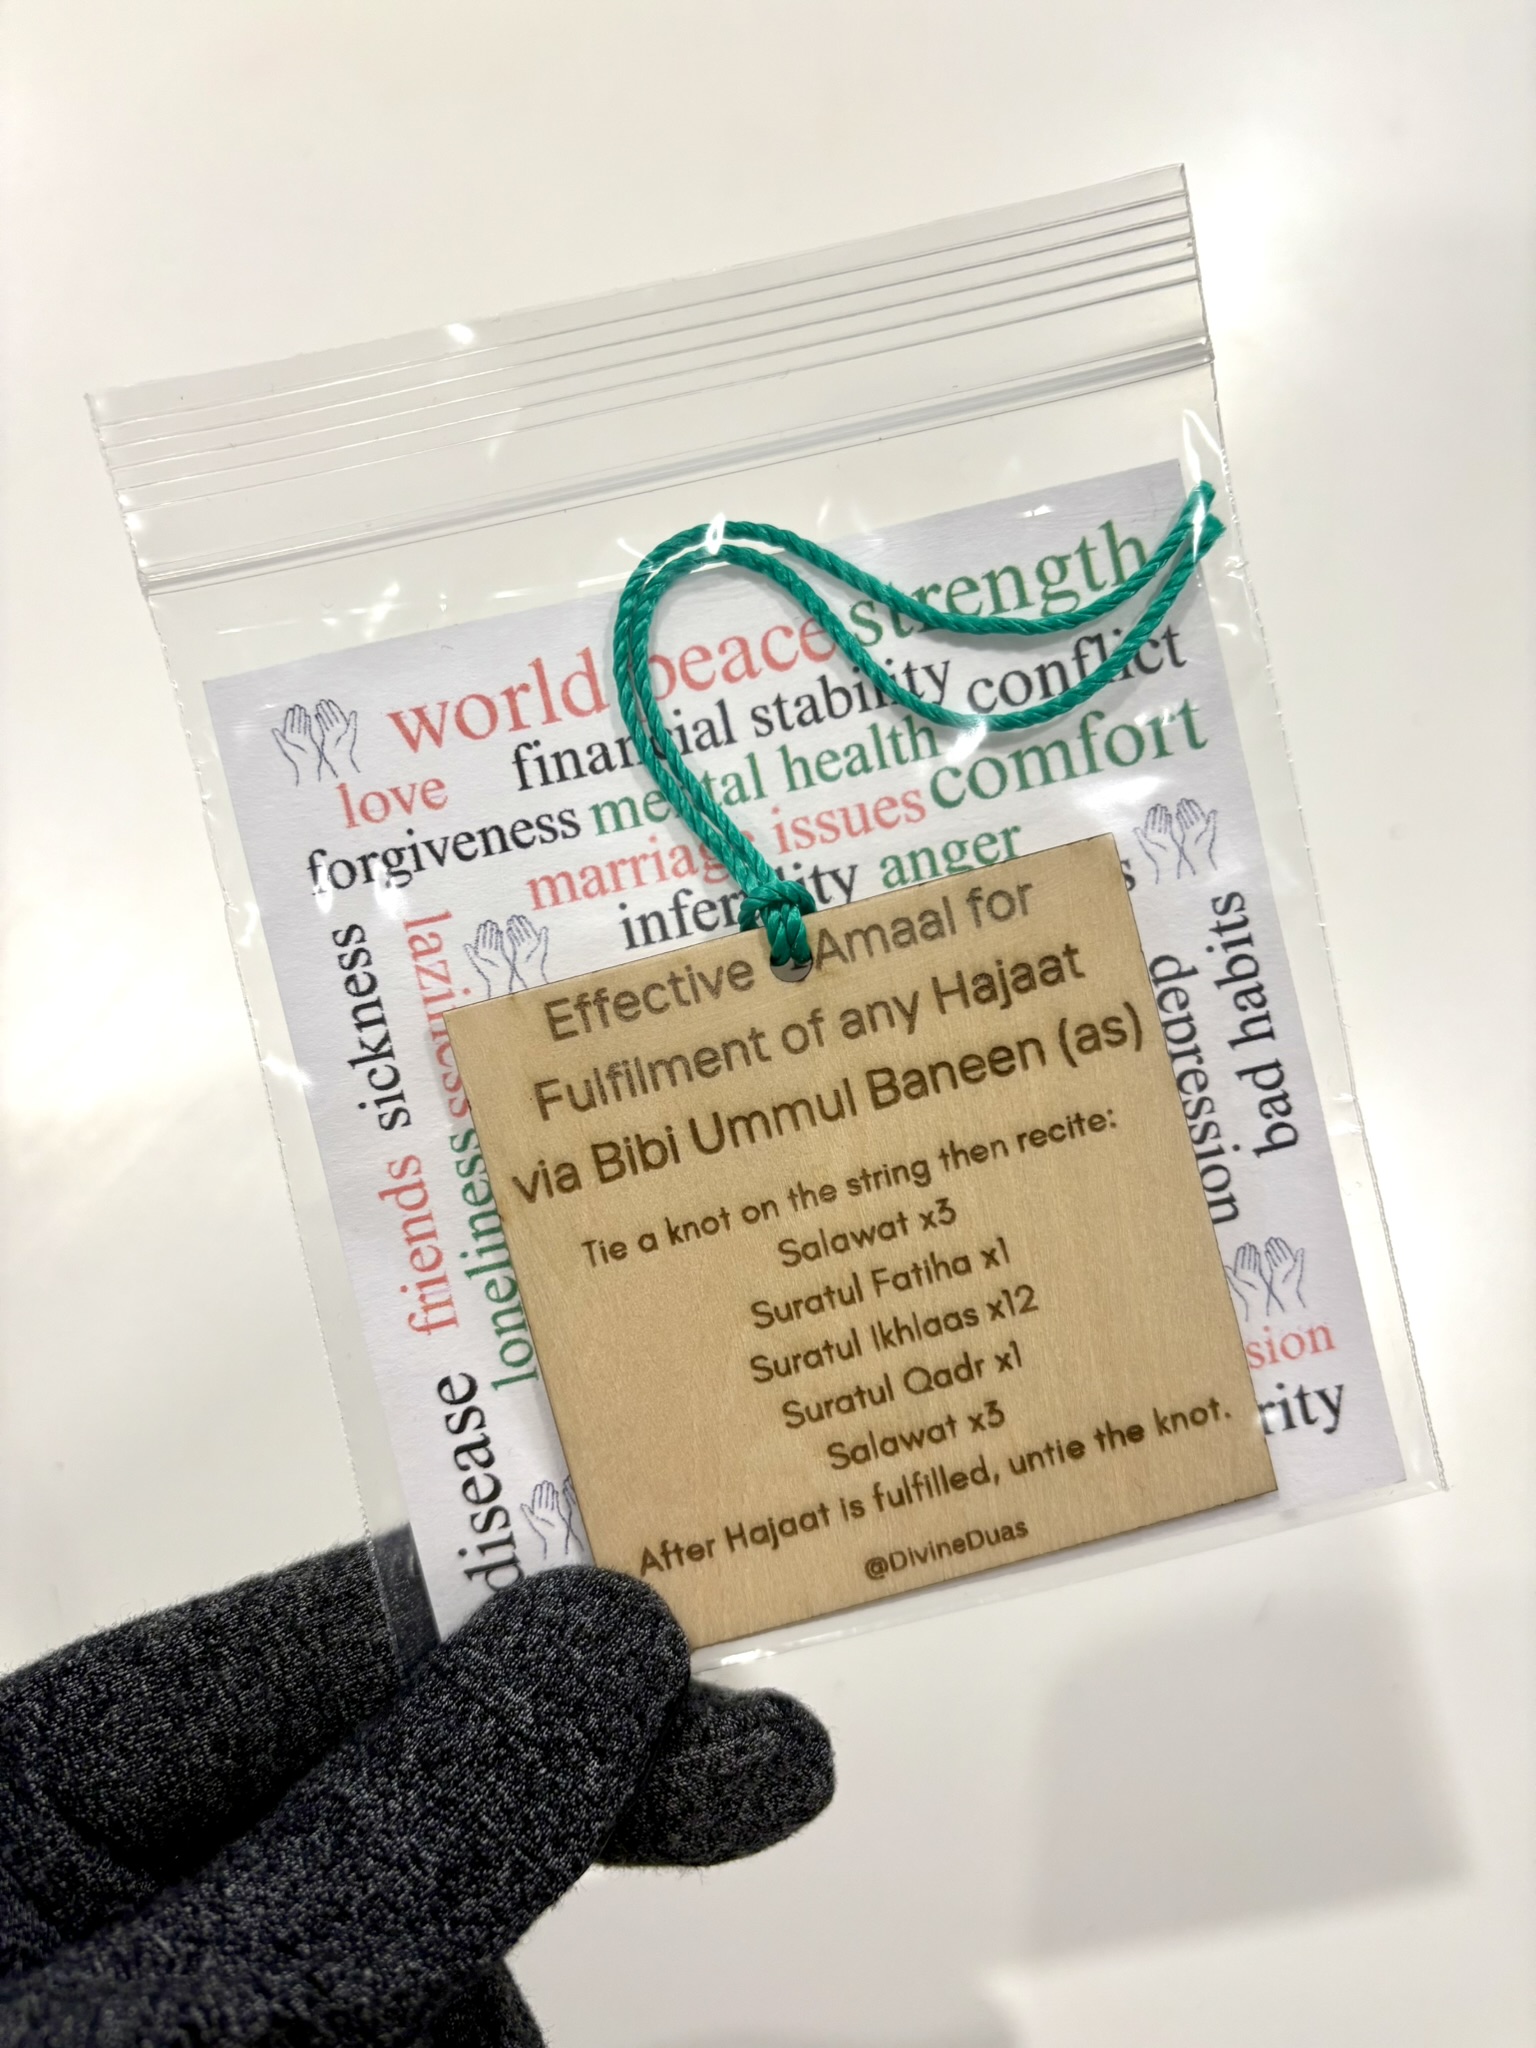 world peace strength
financial stability conflict
love
mental health comfort
forgiveness
marriage issues
infertility anger
sickness
friends
loneliness
disease
depression
bad habits
Effective Amaal for
Fulfilment of any Hajaat
via Bibi Ummul Baneen (as)
Tie a knot on the string then recite:
Salawat x3
Suratul Fatiha x1
Suratul Ikhlaas x12
Suratul Qadr x1
Salawat x3
After Hajaat is fulfilled, untie the knot.
@DivineDuas